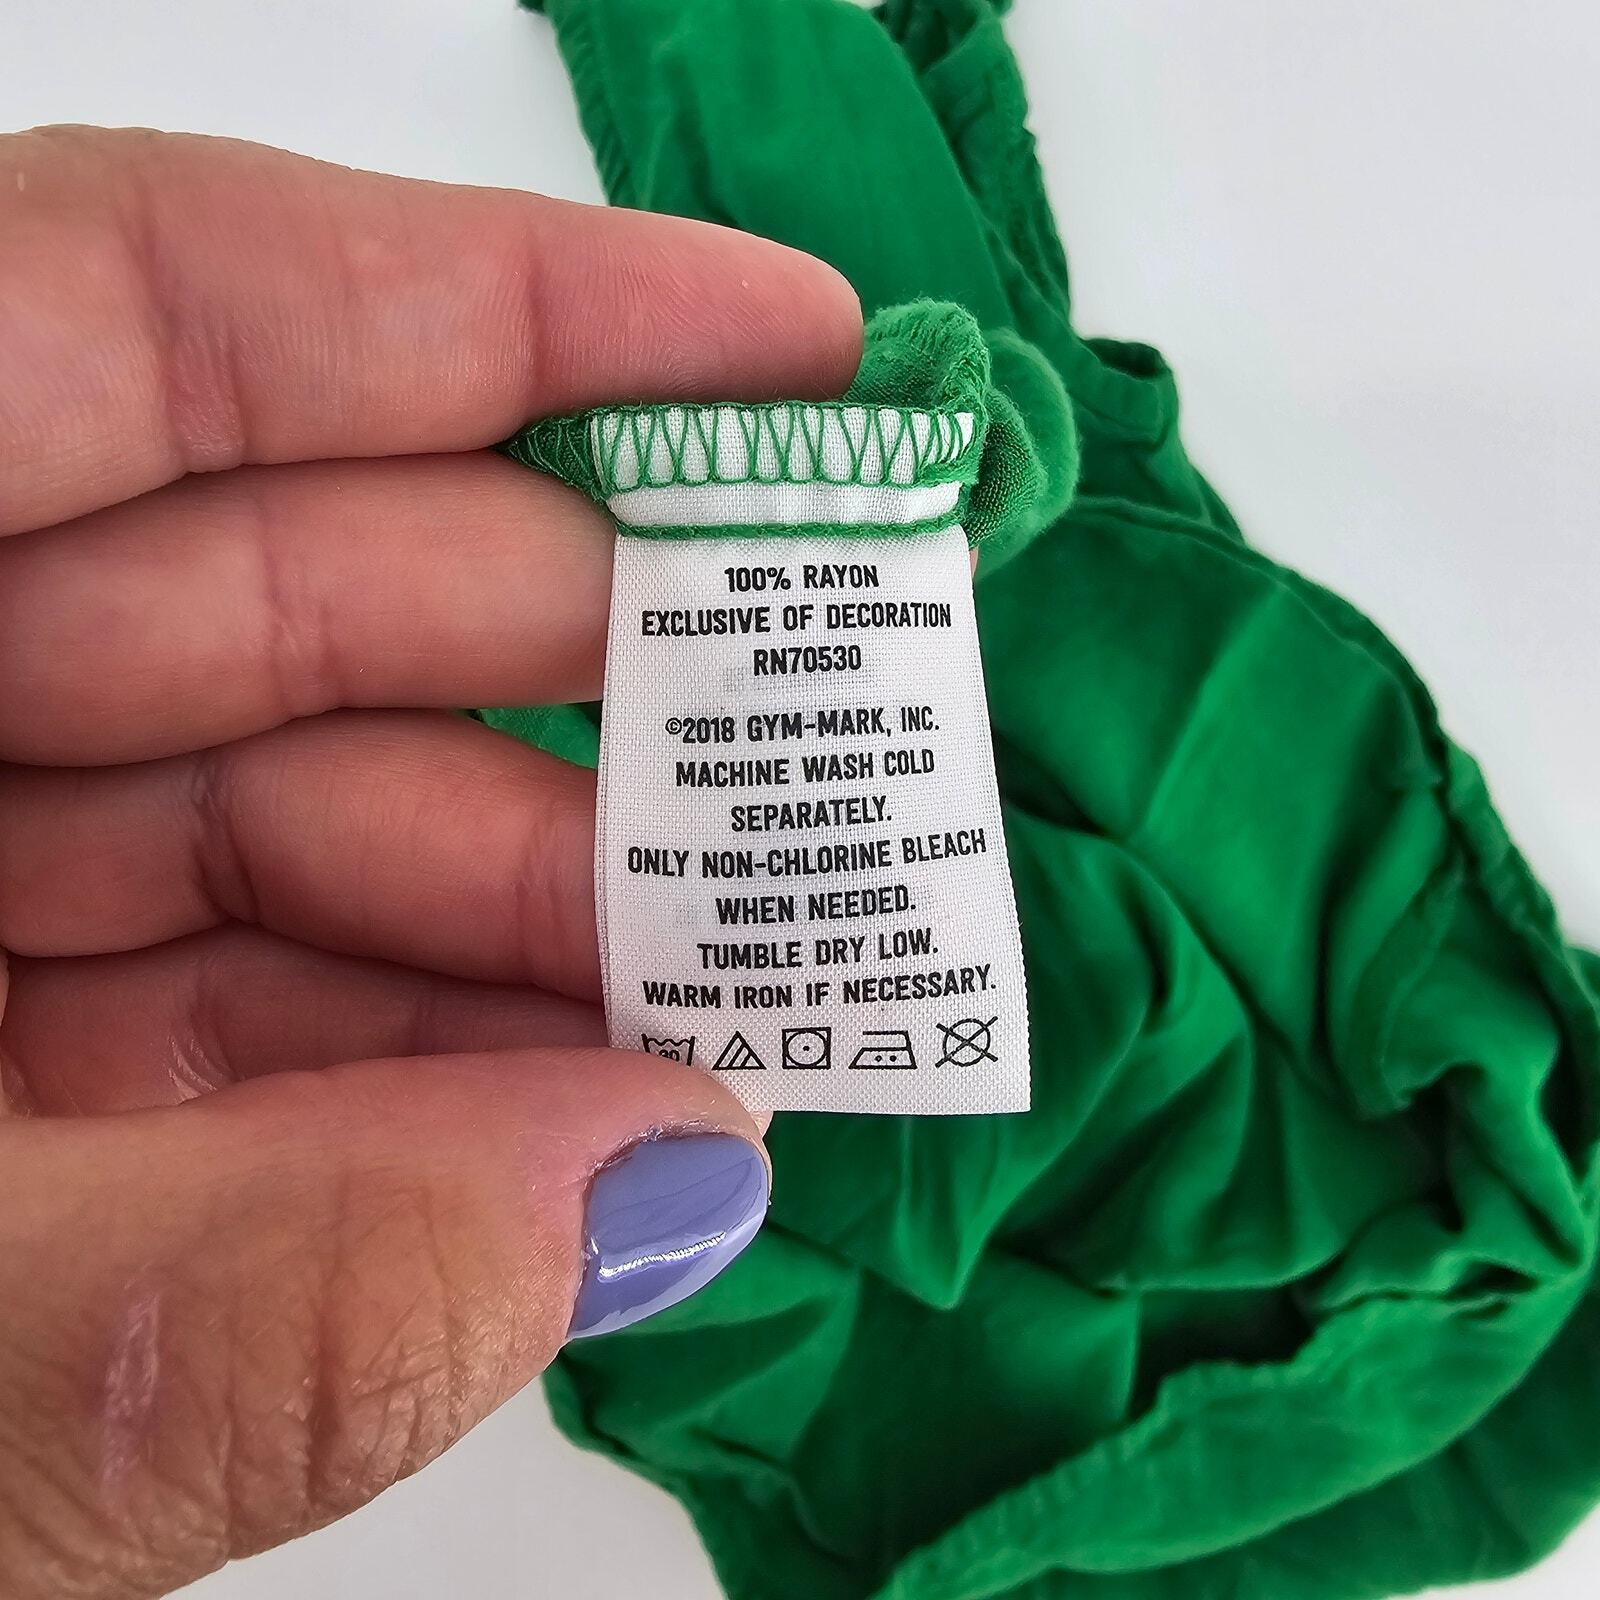 100% RAYON
EXCLUSIVE OF DECORATION
RN70530
©2018 GYM-MARK, INC.
MACHINE WASH COLD
SEPARATELY.
ONLY NON-CHLORINE BLEACH
WHEN NEEDED.
TUMBLE DRY LOW.
WARM IRON IF NECESSARY.
30